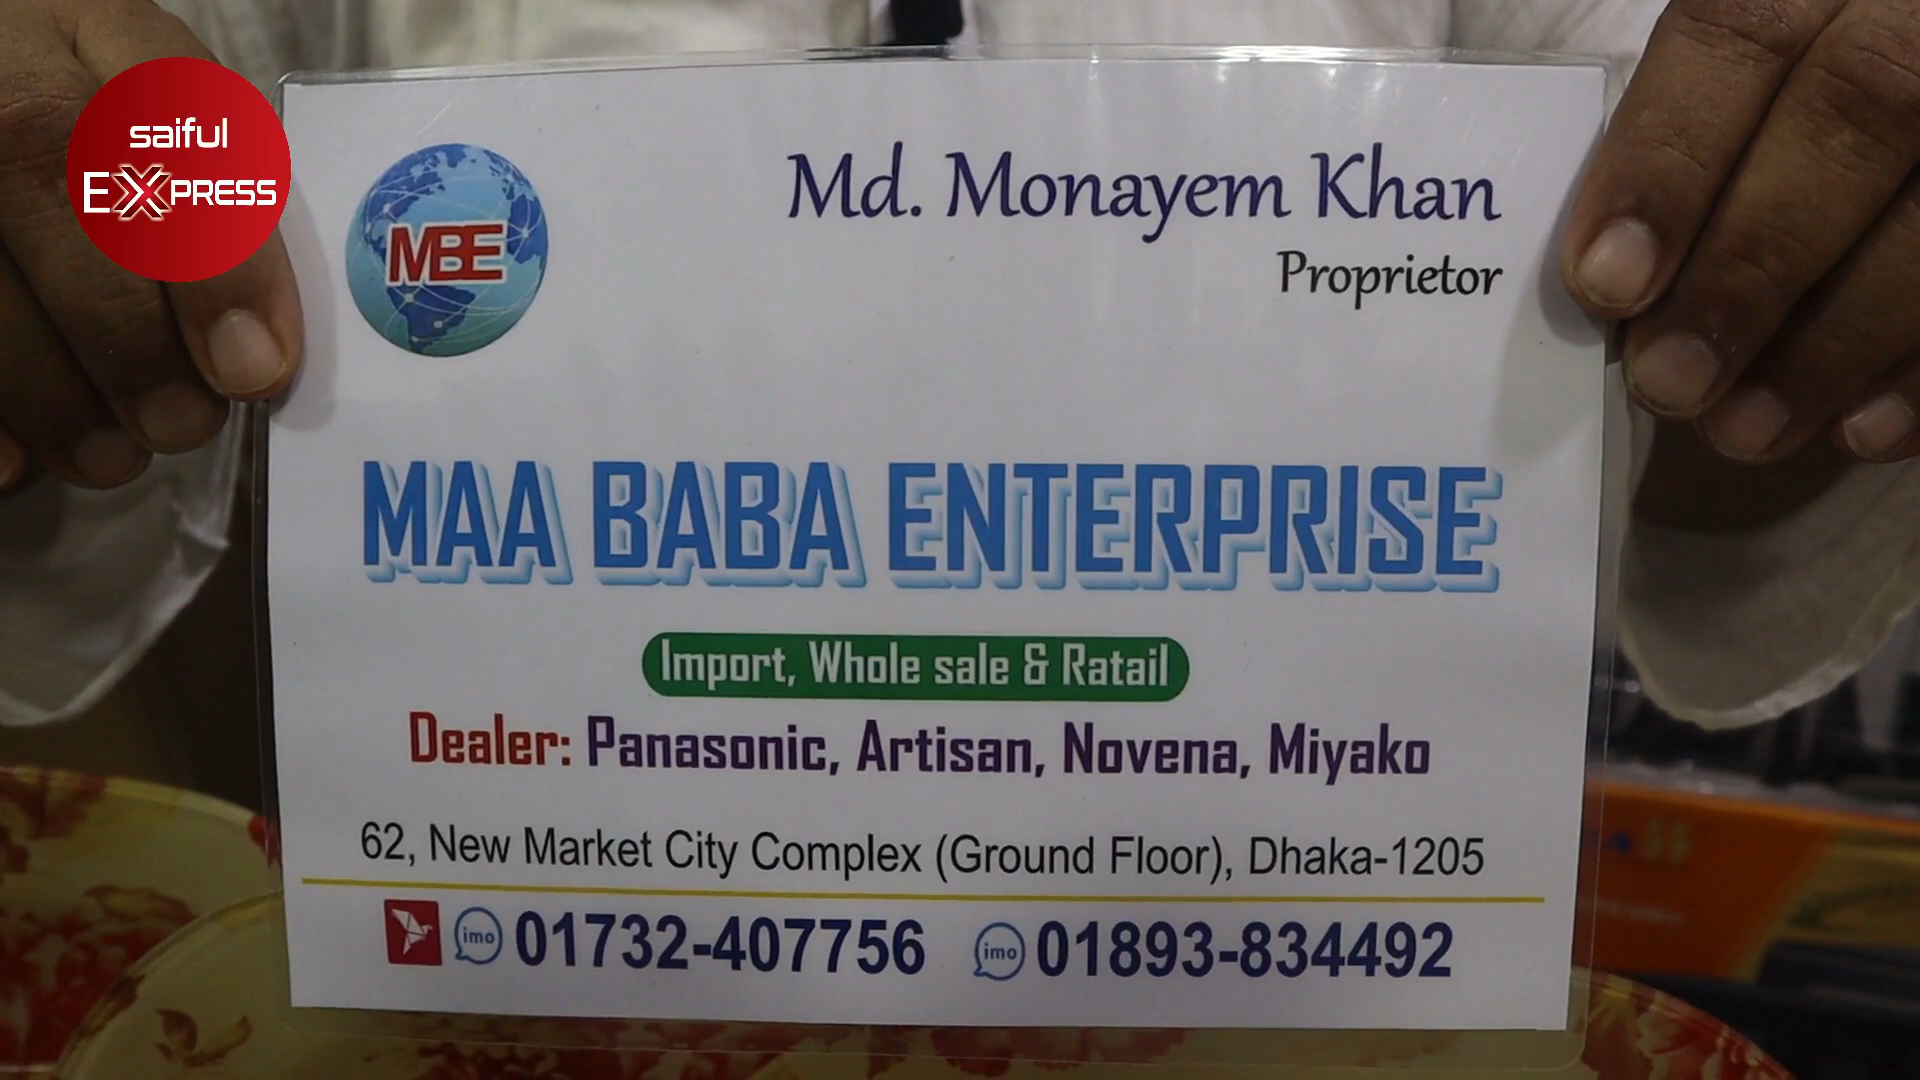 saiful
EXPRESS
MBE
Md. Monayem Khan
Proprietor
MAA BABA ENTERPRISE
Import, Whole sale & Ratail
Dealer: Panasonic, Artisan, Novena, Miyako
62, New Market City Complex (Ground Floor), Dhaka-1205
imo 01732-407756 imo 01893-834492